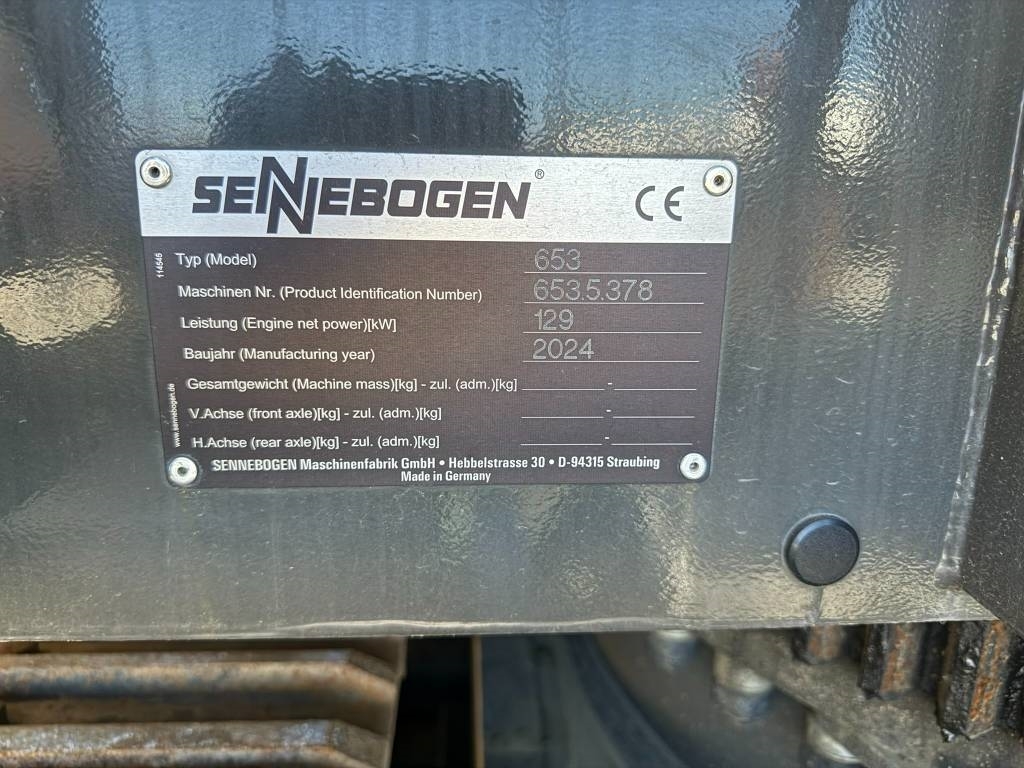 SENNEBOGEN®
CE
114545
Typ (Model) 653
Maschinen Nr. (Product Identification Number) 653.5.378
Leistung (Engine net power)[kW] 129
Baujahr (Manufacturing year) 2024
Gesamtgewicht (Machine mass)[kg] - zul. (adm.)[kg] -
V.Achse (front axle)[kg] - zul. (adm.)[kg] -
H.Achse (rear axle)[kg] - zul. (adm.)[kg] -
www.sennebogen.de
SENNEBOGEN Maschinenfabrik GmbH • Hebbelstrasse 30 • D-94315 Straubing
Made in Germany